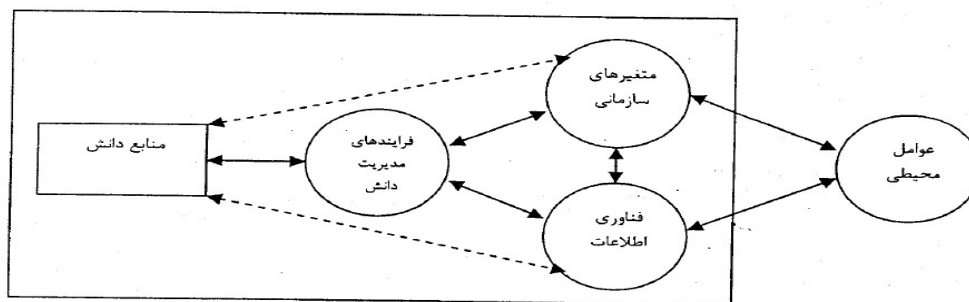 متغیرهای
سازمانی
عوامل
محیطی
فرایندهای
مدیریت
دانش
منابع دانش
فناوری
اطلاعات